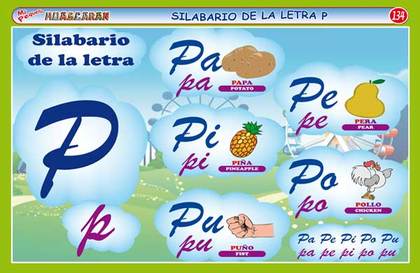 Mi Pequeño HUASCARÁN
SILABARIO DE LA LETRA P
134
Silabario
de la letra
P
p
Pa
pa
PAPA
POTATO
Pe
pe
PERA
PEAR
Pi
pi
PIÑA
PINEAPPLE
Po
po
POLLO
CHICKEN
Pu
pu
PUÑO
FIST
Pa Pe Pi Po Pu
pa pe pi po pu